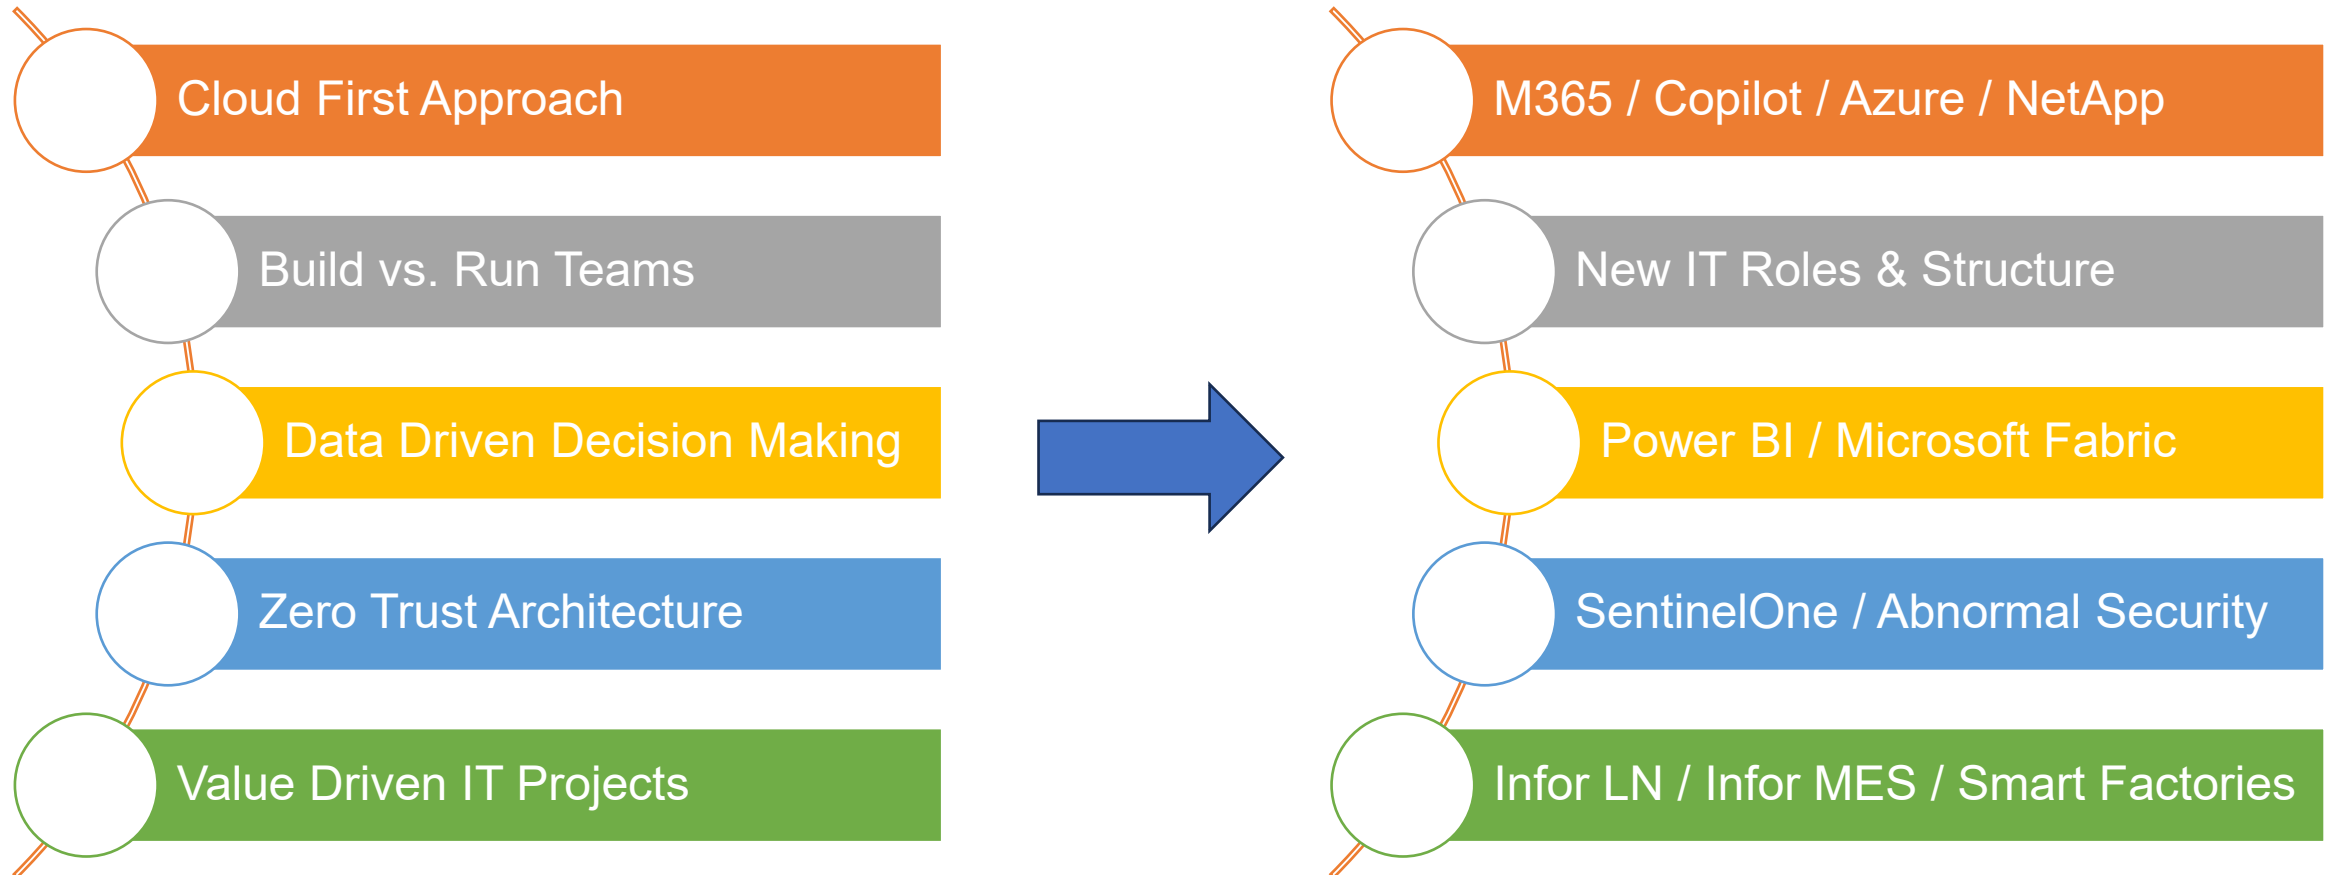 Cloud First Approach
Build vs. Run Teams
Data Driven Decision Making
Zero Trust Architecture
Value Driven IT Projects
M365 / Copilot / Azure / NetApp
New IT Roles & Structure
Power BI / Microsoft Fabric
SentinelOne / Abnormal Security
Infor LN / Infor MES / Smart Factories